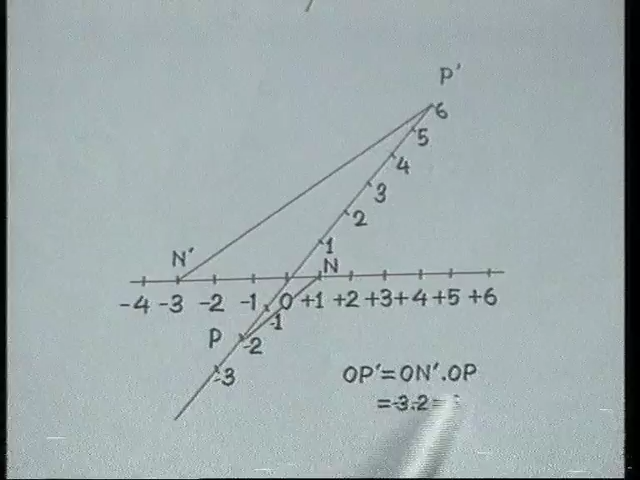 P'
6
5
4
3
2
1
N'
N
-4 -3 -2 -1 0 +1 +2 +3 +4 +5 +6
-1
P
-2
-3
OP'=ON'.OP
=-3.-2=